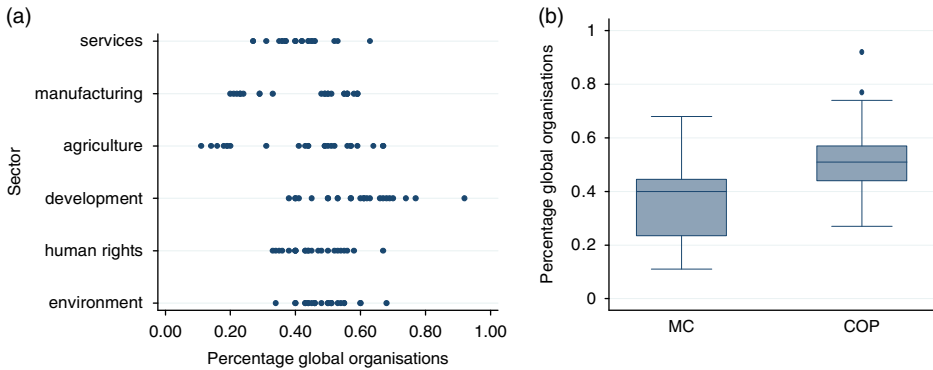 (a)
Sector
services
manufacturing
agriculture
development
human rights
environment
0.00 0.20 0.40 0.60 0.80 1.00
Percentage global organisations
(b)
Percentage global organisations
1
0.8
0.6
0.4
0.2
0
MC COP